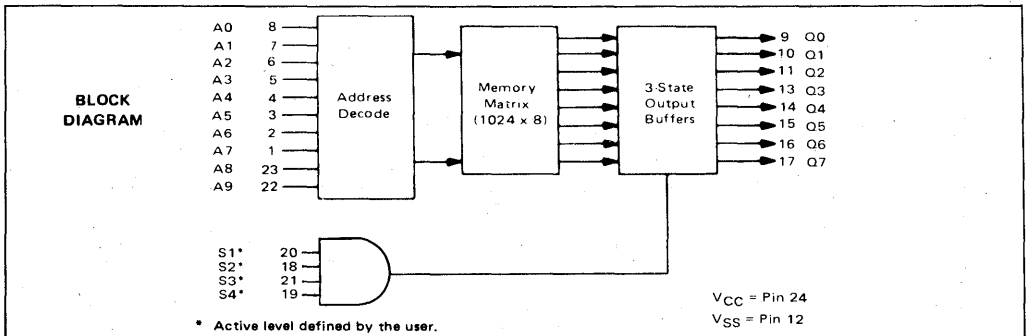 BLOCK
DIAGRAM
A0 8
A1 7
A2 6
A3 5
A4 4
A5 3
A6 2
A7 1
A8 23
A9 22
Address
Decode
Memory
Matrix
(1024 x 8)
3-State
Output
Buffers
9 Q0
10 Q1
11 Q2
13 Q3
14 Q4
15 Q5
16 Q6
17 Q7
S1* 20
S2* 18
S3* 21
S4* 19
* Active level defined by the user.
VCC = Pin 24
VSS = Pin 12